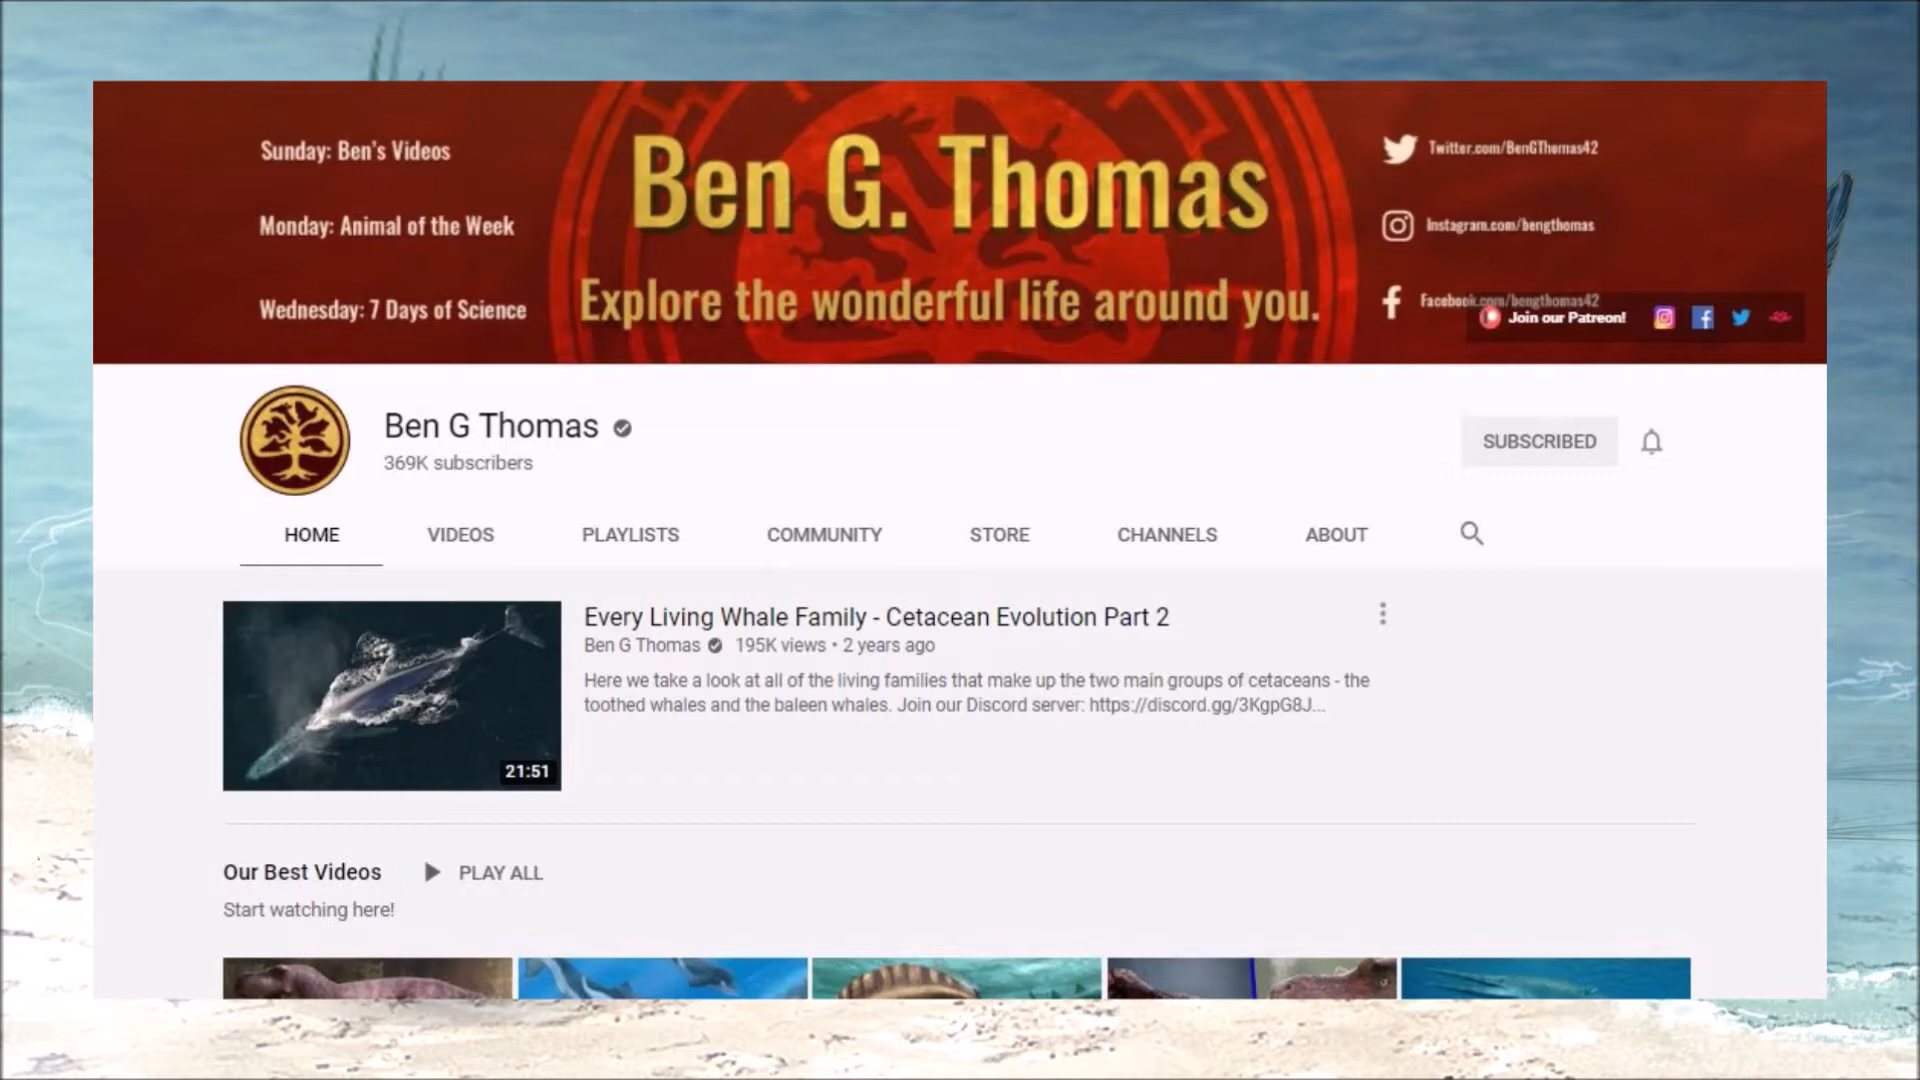 Sunday: Ben's Videos
Monday: Animal of the Week
Wednesday: 7 Days of Science
Ben G. Thomas
Explore the wonderful life around you.
Twitter.com/BenGThomas42
Instagram.com/bengthomas
Facebook.com/bengthomas42
Join our Patreon!
Ben G Thomas
369K subscribers
SUBSCRIBED
HOME VIDEOS PLAYLISTS COMMUNITY STORE CHANNELS ABOUT
21:51
Every Living Whale Family - Cetacean Evolution Part 2
Ben G Thomas 195K views • 2 years ago
Here we take a look at all of the living families that make up the two main groups of cetaceans - the
toothed whales and the baleen whales. Join our Discord server: https://discord.gg/3KgpG8J...
Our Best Videos PLAY ALL
Start watching here!